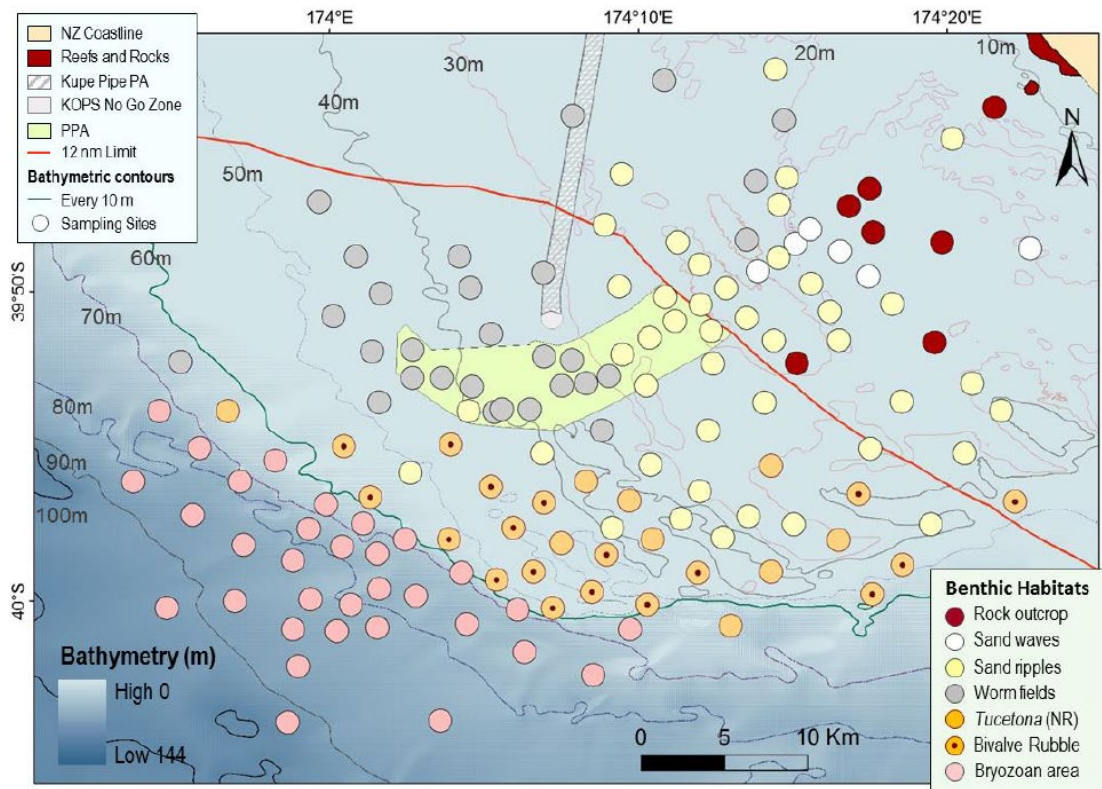 174°E
174°10'E
174°20'E
NZ Coastline
Reefs and Rocks
Kupe Pipe PA
KOPS No Go Zone
PPA
12 nm Limit
Bathymetric contours
Every 10 m
Sampling Sites
10m
20m
30m
40m
50m
60m
70m
80m
90m
100m
N
39°50'S
40°S
Bathymetry (m)
High 0
Low 144
0 5 10 Km
Benthic Habitats
Rock outcrop
Sand waves
Sand ripples
Worm fields
Tucetona (NR)
Bivalve Rubble
Bryozoan area